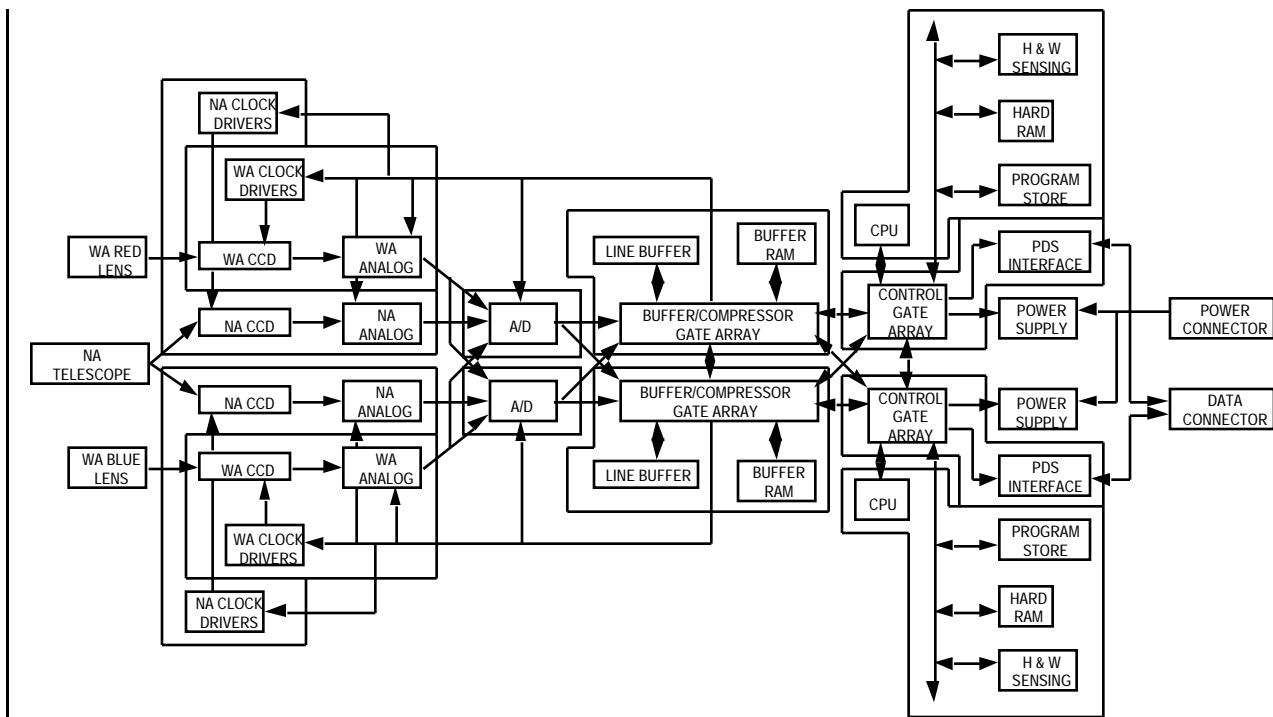 H & W
SENSING
NA CLOCK
DRIVERS
HARD
RAM
WA CLOCK
DRIVERS
PROGRAM
STORE
CPU
WA RED
LENS
WA CCD
WA
ANALOG
LINE BUFFER
BUFFER
RAM
PDS
INTERFACE
NA CCD
NA
ANALOG
A/D
BUFFER/COMPRESSOR
GATE ARRAY
CONTROL
GATE
ARRAY
POWER
SUPPLY
POWER
CONNECTOR
NA
TELESCOPE
NA CCD
NA
ANALOG
A/D
BUFFER/COMPRESSOR
GATE ARRAY
CONTROL
GATE
ARRAY
POWER
SUPPLY
DATA
CONNECTOR
WA BLUE
LENS
WA CCD
WA
ANALOG
LINE BUFFER
BUFFER
RAM
PDS
INTERFACE
CPU
WA CLOCK
DRIVERS
PROGRAM
STORE
NA CLOCK
DRIVERS
HARD
RAM
H & W
SENSING